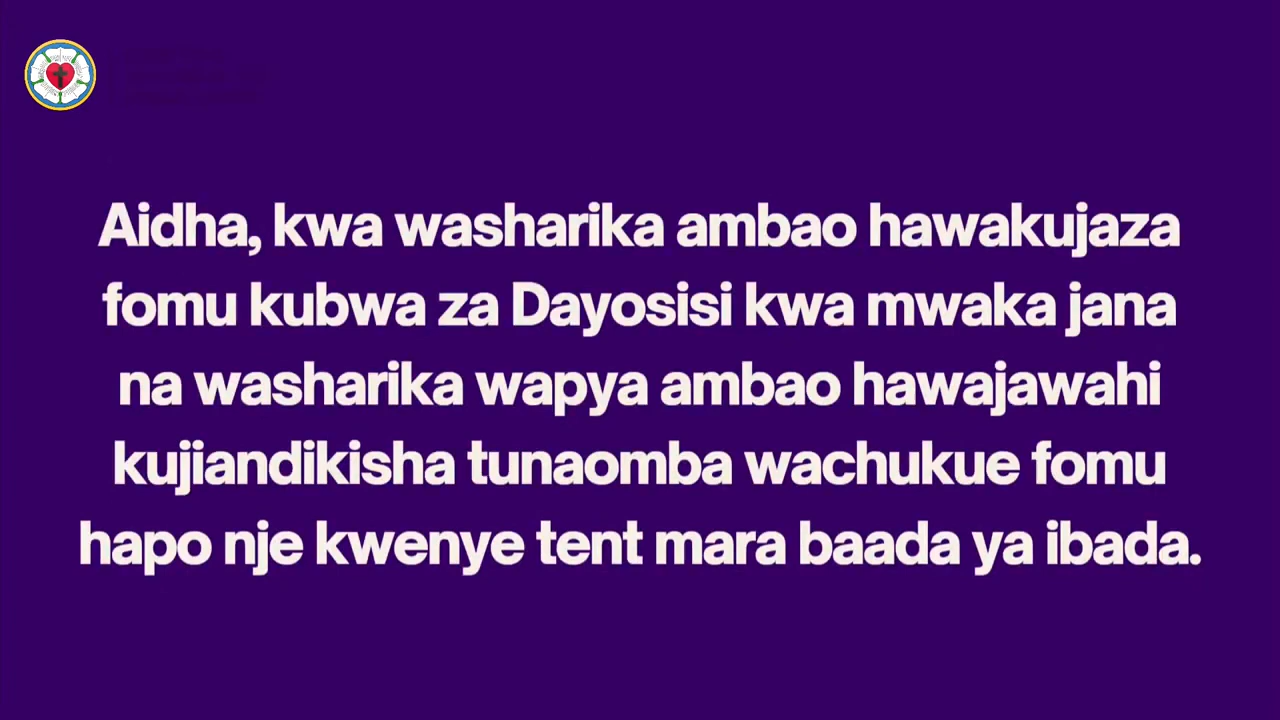 Aidha, kwa washarika ambao hawakujaza
fomu kubwa za Dayosisi kwa mwaka jana
na washarika wapya ambao hawajawahi
kujiandikisha tunaomba wachukue fomu
hapo nje kwenye tent mara baada ya ibada.